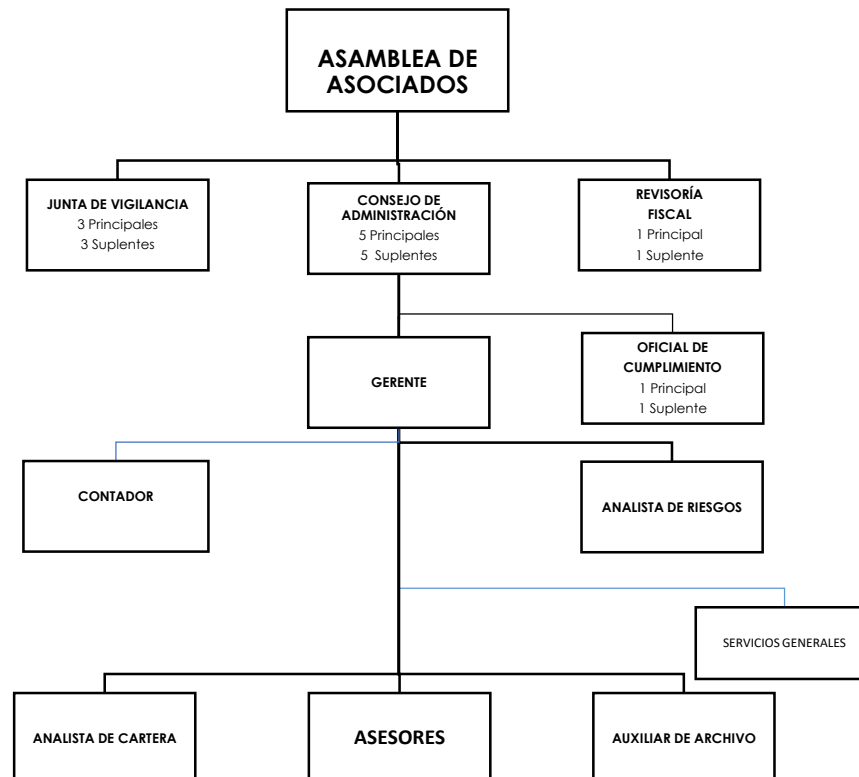 ASAMBLEA DE
ASOCIADOS
JUNTA DE VIGILANCIA
3 Principales
3 Suplentes
CONSEJO DE
ADMINISTRACIÓN
5 Principales
5 Suplentes
REVISORÍA
FISCAL
1 Principal
1 Suplente
GERENTE
OFICIAL DE
CUMPLIMIENTO
1 Principal
1 Suplente
CONTADOR
ANALISTA DE RIESGOS
SERVICIOS GENERALES
ANALISTA DE CARTERA
ASESORES
AUXILIAR DE ARCHIVO